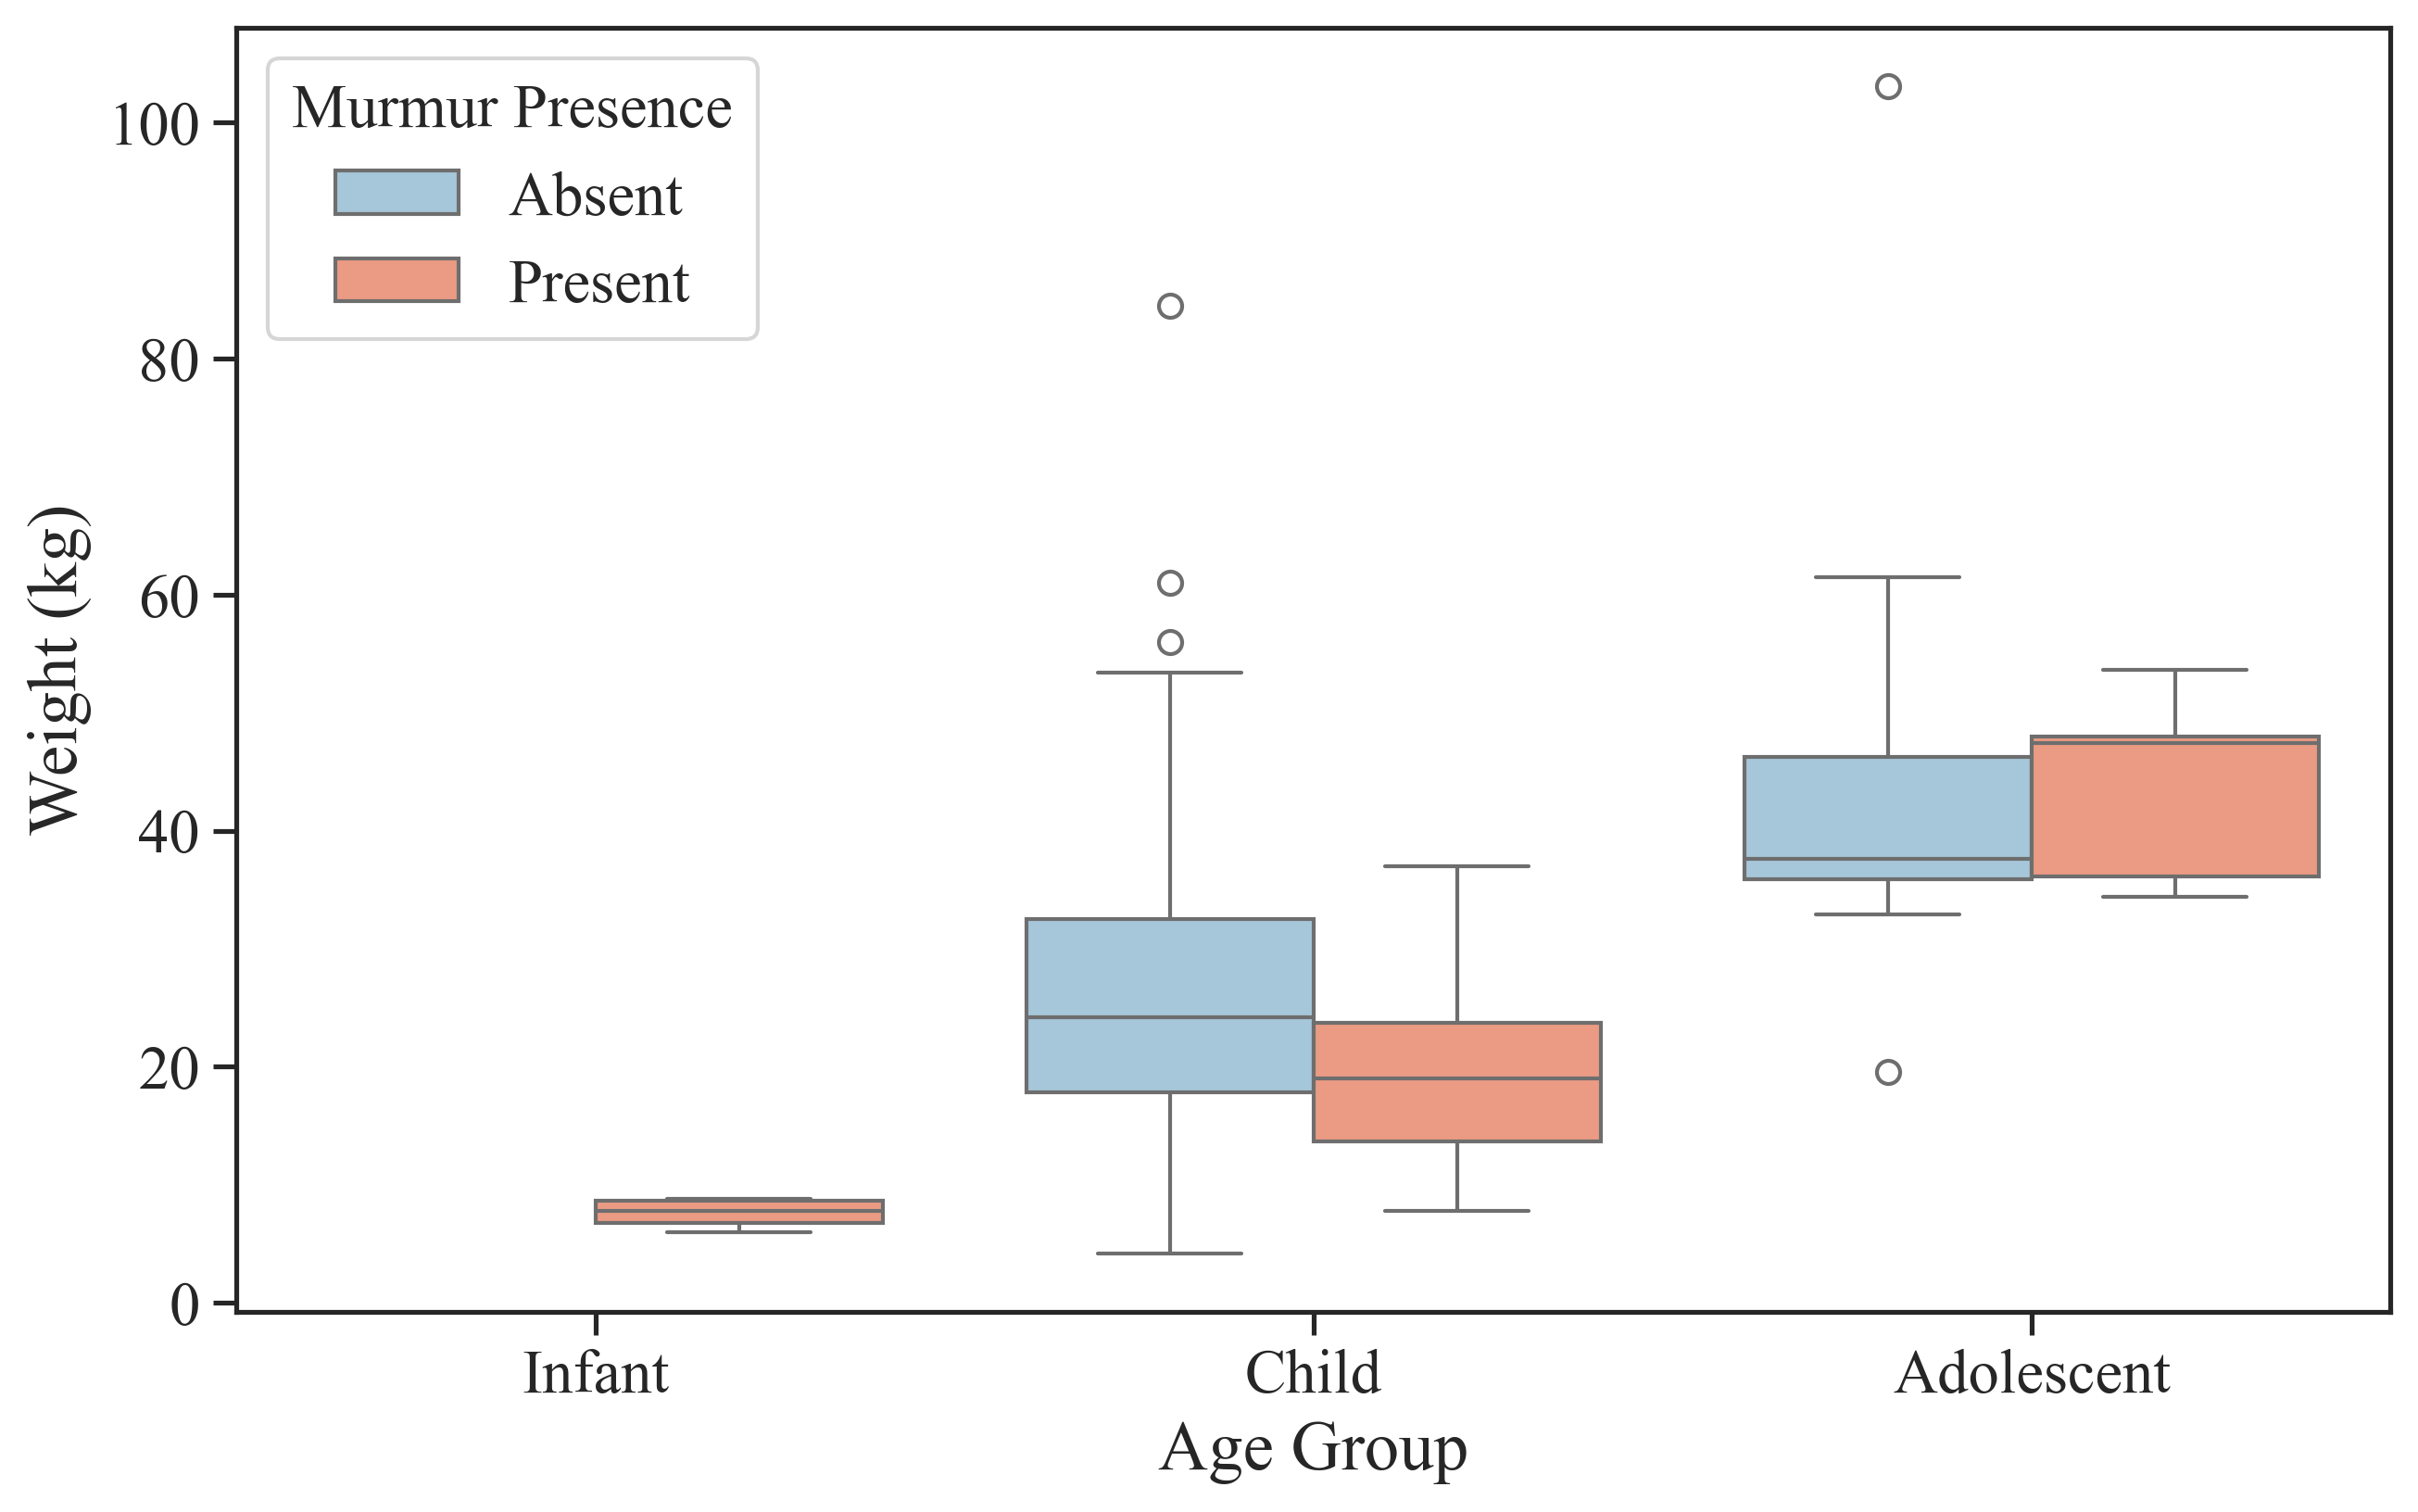 Murmur Presence
Absent
Present
100
80
60
40
20
0
Weight (kg)
Infant
Child
Adolescent
Age Group